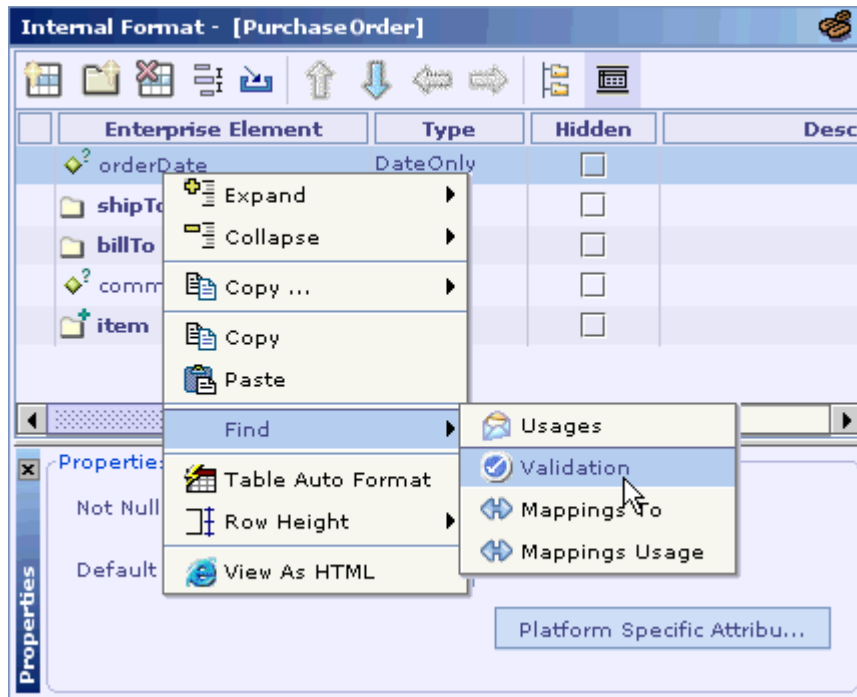 Internal Format - [PurchaseOrder]
Enterprise Element Type Hidden Desc
? orderDate DateOnly
shipTo
billTo
? comm
item
Expand
Collapse
Copy ...
Copy
Paste
Find
Table Auto Format
Row Height
View As HTML
Usages
Validation
Mappings To
Mappings Usage
Properties
Not Null
Default
Platform Specific Attribu...
Properties